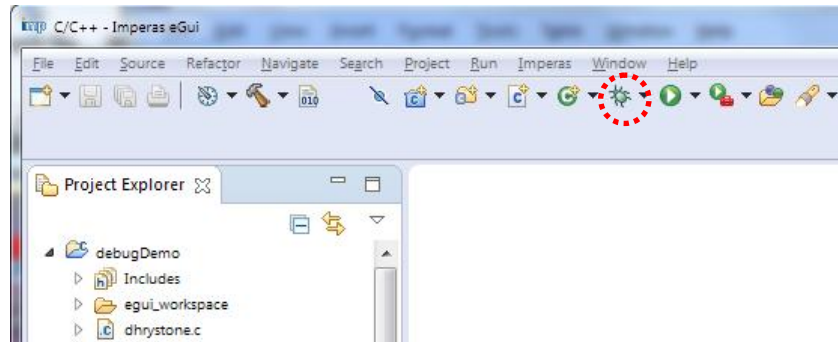 C/C++ - Imperas eGui
File Edit Source Refactor Navigate Search Project Run Imperas Window Help
010
Project Explorer
debugDemo
Includes
egui_workspace
dhrystone.c